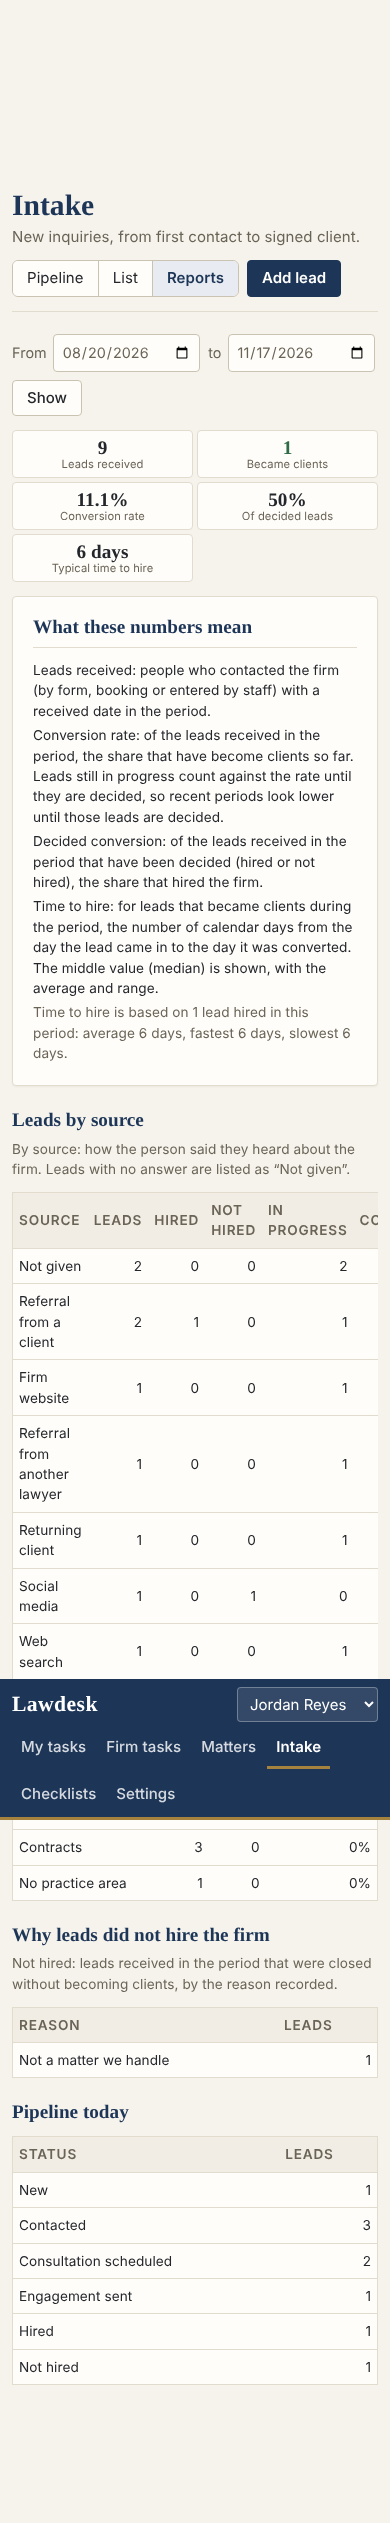 Intake
New inquiries, from first contact to signed client.
Pipeline List Reports Add lead
From 08/20/2026 to 11/17/2026
Show
9
Leads received
1
Became clients
11.1%
Conversion rate
50%
Of decided leads
6 days
Typical time to hire
What these numbers mean
Leads received: people who contacted the firm
(by form, booking or entered by staff) with a
received date in the period.
Conversion rate: of the leads received in the
period, the share that have become clients so far.
Leads still in progress count against the rate until
they are decided, so recent periods look lower
until those leads are decided.
Decided conversion: of the leads received in the
period that have been decided (hired or not
hired), the share that hired the firm.
Time to hire: for leads that became clients during
the period, the number of calendar days from the
day the lead came in to the day it was converted.
The middle value (median) is shown, with the
average and range.
Time to hire is based on 1 lead hired in this
period: average 6 days, fastest 6 days, slowest 6
days.
Leads by source
By source: how the person said they heard about the
firm. Leads with no answer are listed as “Not given”.
SOURCE LEADS HIRED NOT HIRED IN PROGRESS
Not given 2 0 0 2
Referral from a client 2 1 0 1
Firm website 1 0 0 1
Referral from another lawyer 1 0 0 1
Returning client 1 0 0 1
Social media 1 0 1 0
Web search 1 0 0 1
Lawdesk Jordan Reyes
My tasks Firm tasks Matters Intake
Checklists Settings
Contracts 3 0 0%
No practice area 1 0 0%
Why leads did not hire the firm
Not hired: leads received in the period that were closed
without becoming clients, by the reason recorded.
REASON LEADS
Not a matter we handle 1
Pipeline today
STATUS LEADS
New 1
Contacted 3
Consultation scheduled 2
Engagement sent 1
Hired 1
Not hired 1